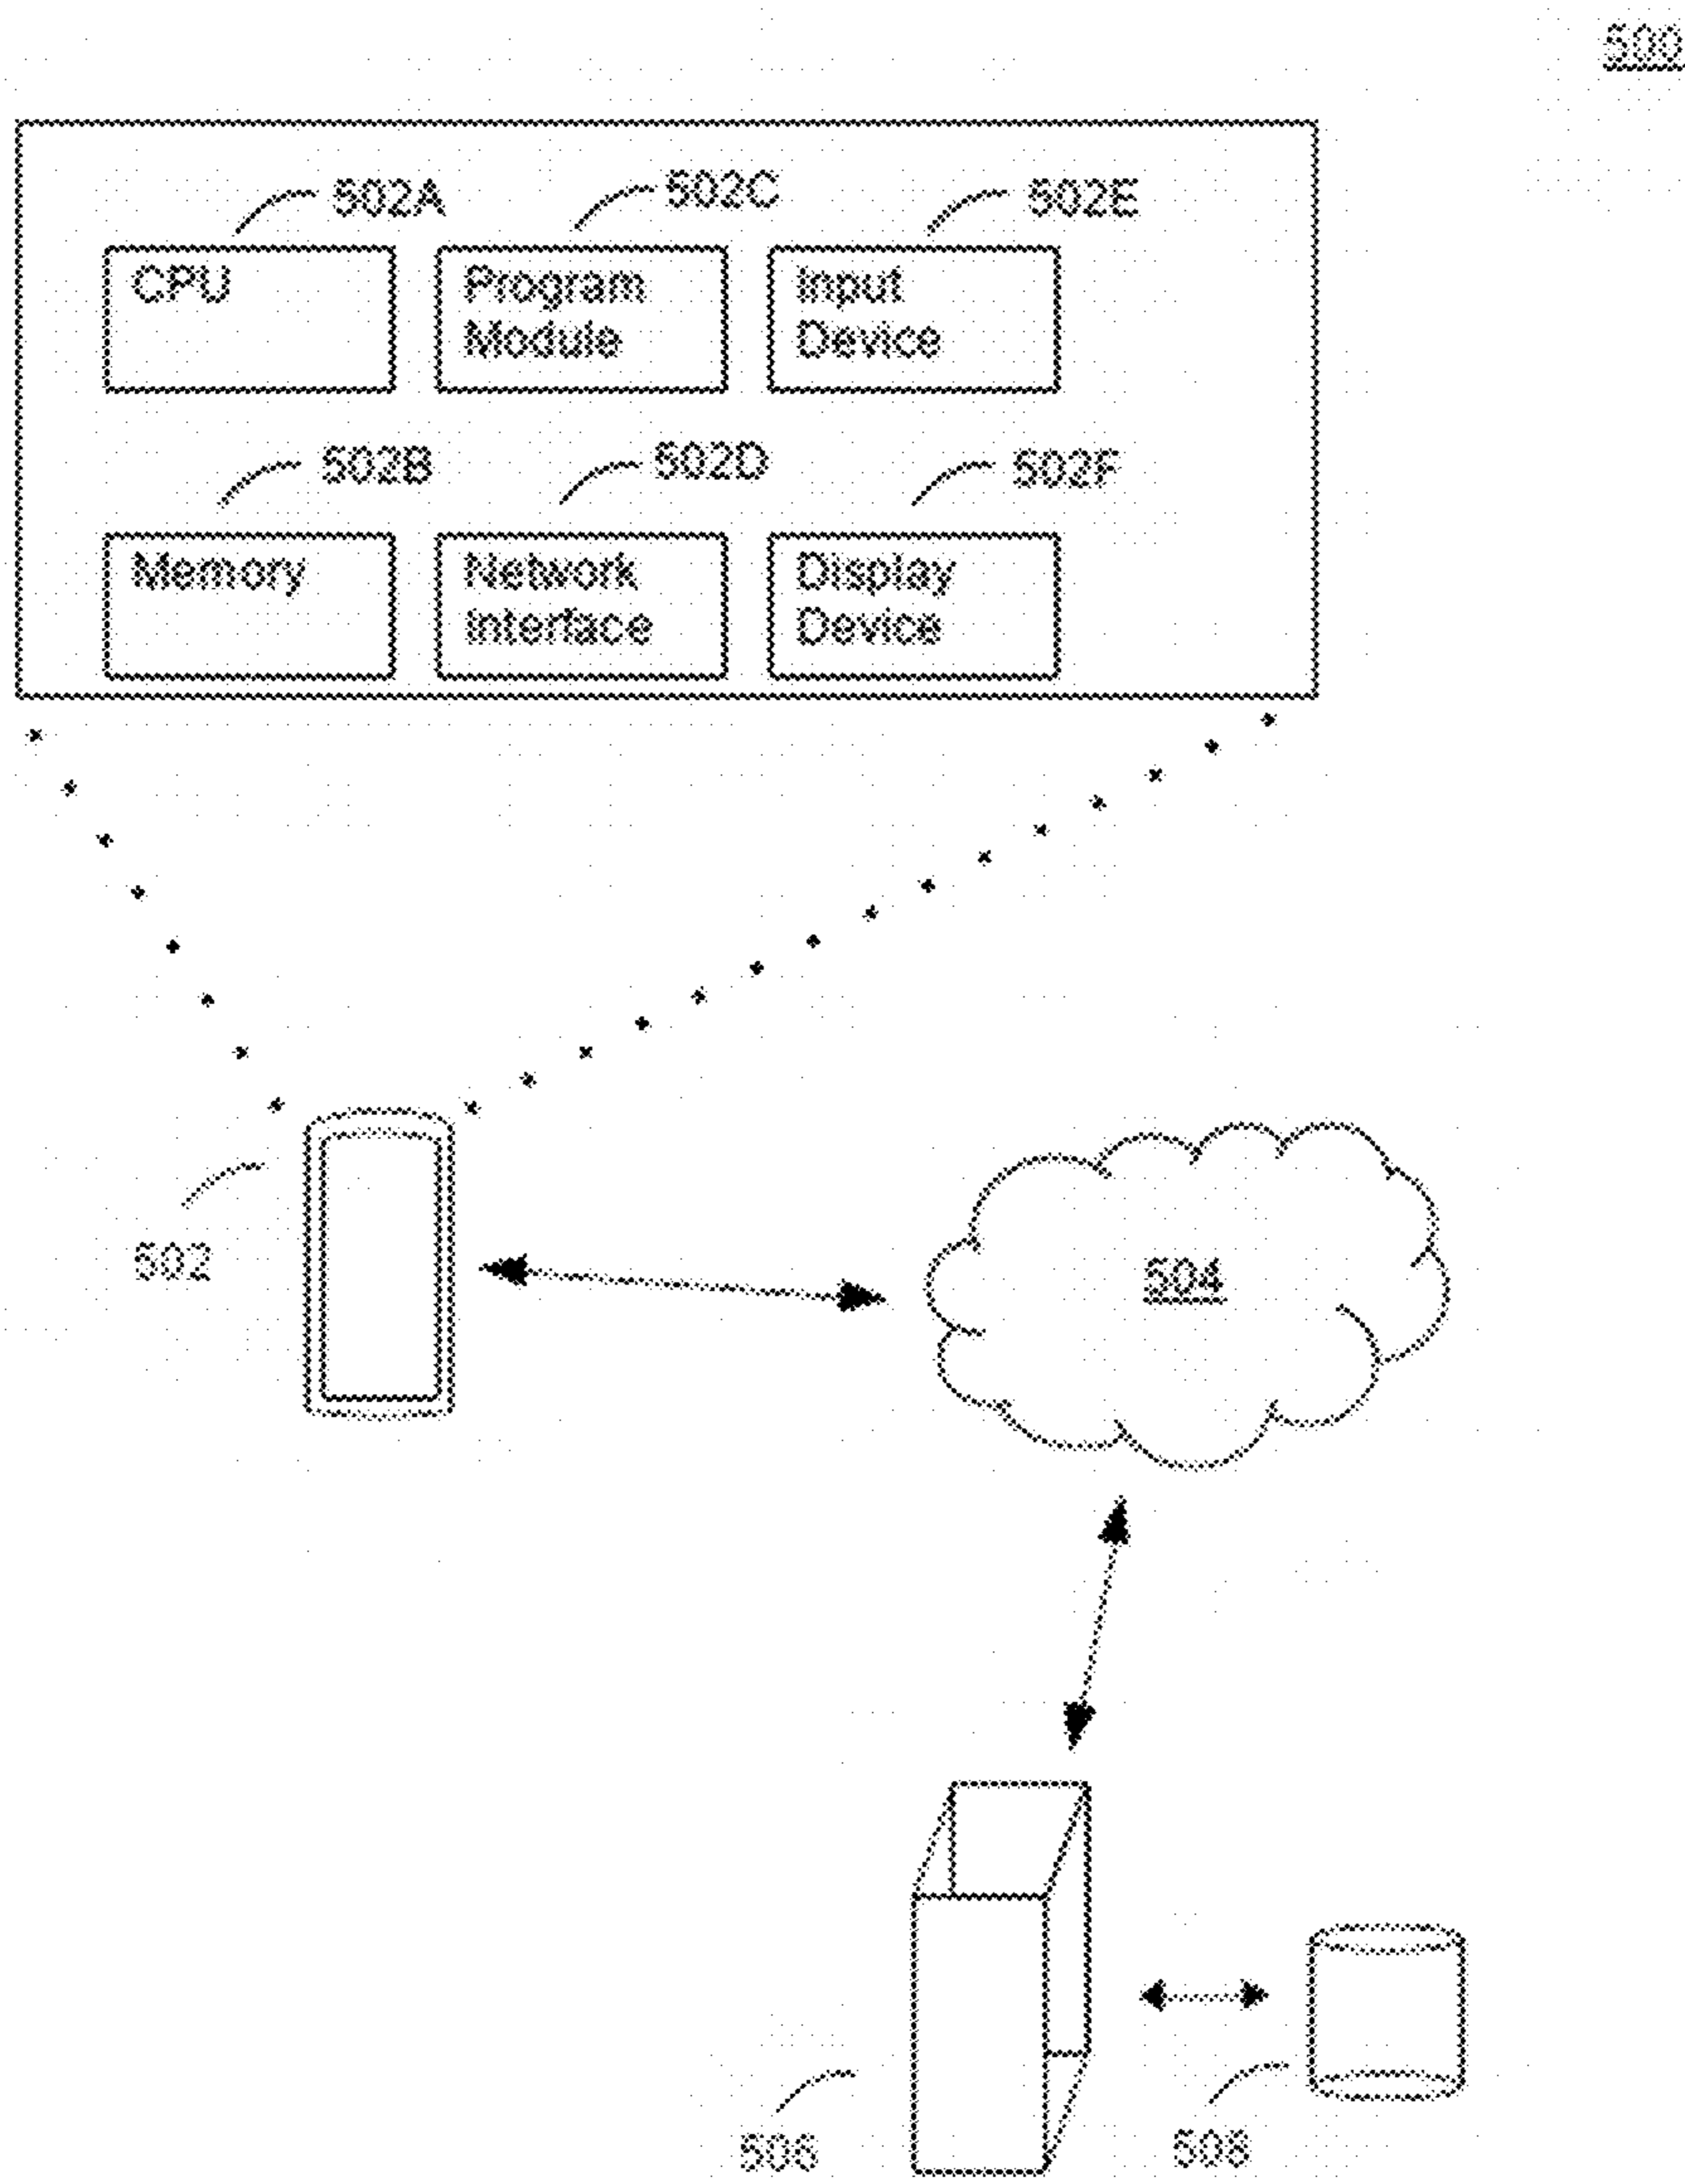 500
502A
502C
502E
CPU
Program
Module
Input
Device
502B
502D
502F
Memory
Network
Interface
Display
Device
502
504
506
508